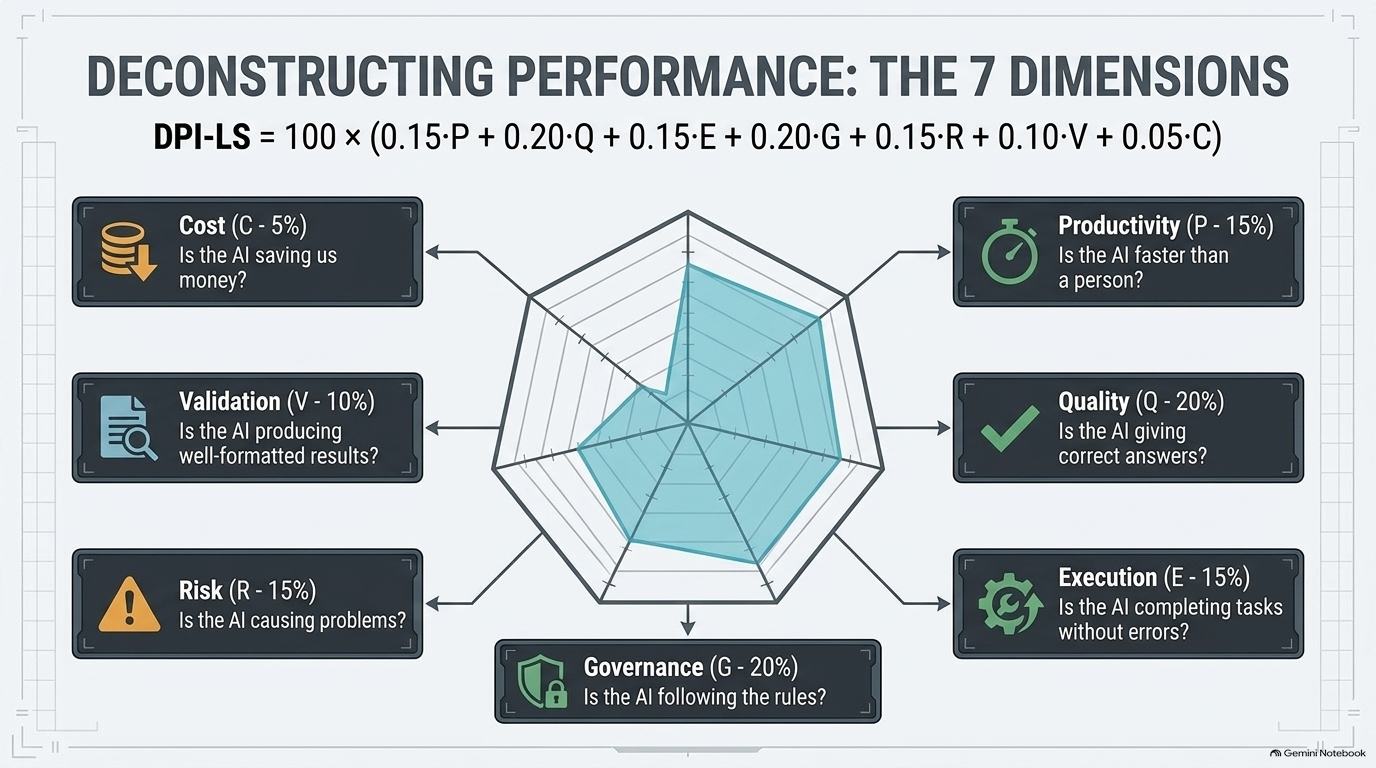 DECONSTRUCTING PERFORMANCE: THE 7 DIMENSIONS
DPI-LS = 100 × (0.15·P + 0.20·Q + 0.15·E + 0.20·G + 0.15·R + 0.10·V + 0.05·C)
Cost (C - 5%)
Is the AI saving us
money?
Productivity (P - 15%)
Is the AI faster than
a person?
Validation (V - 10%)
Is the AI producing
well-formatted results?
Quality (Q - 20%)
Is the AI giving
correct answers?
Risk (R - 15%)
Is the AI causing problems?
Execution (E - 15%)
Is the AI completing tasks
without errors?
Governance (G - 20%)
Is the AI following the rules?
Gemini Notebook